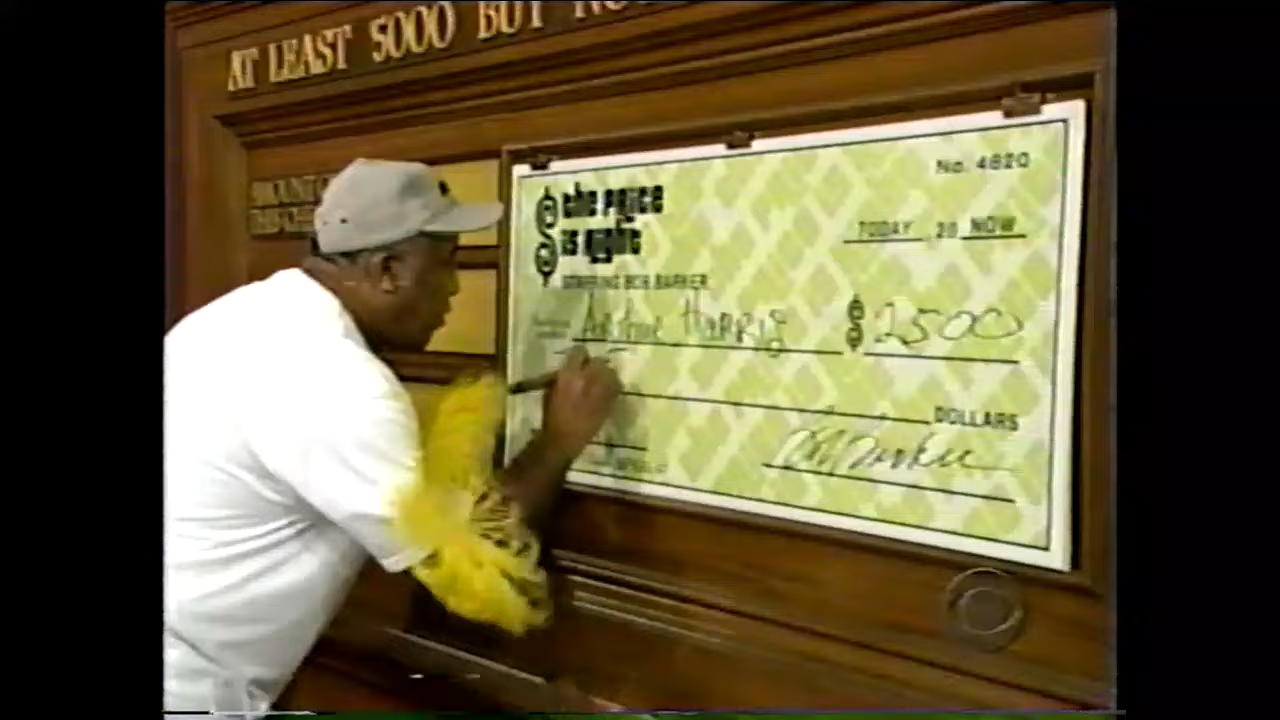 AT LEAST 5000 BUT
No. 4820
the PRICE
is RIGHT
TODAY 20 NOW
STARRING BOB BARKER
Arthur HARRIS $ 2500
DOLLARS